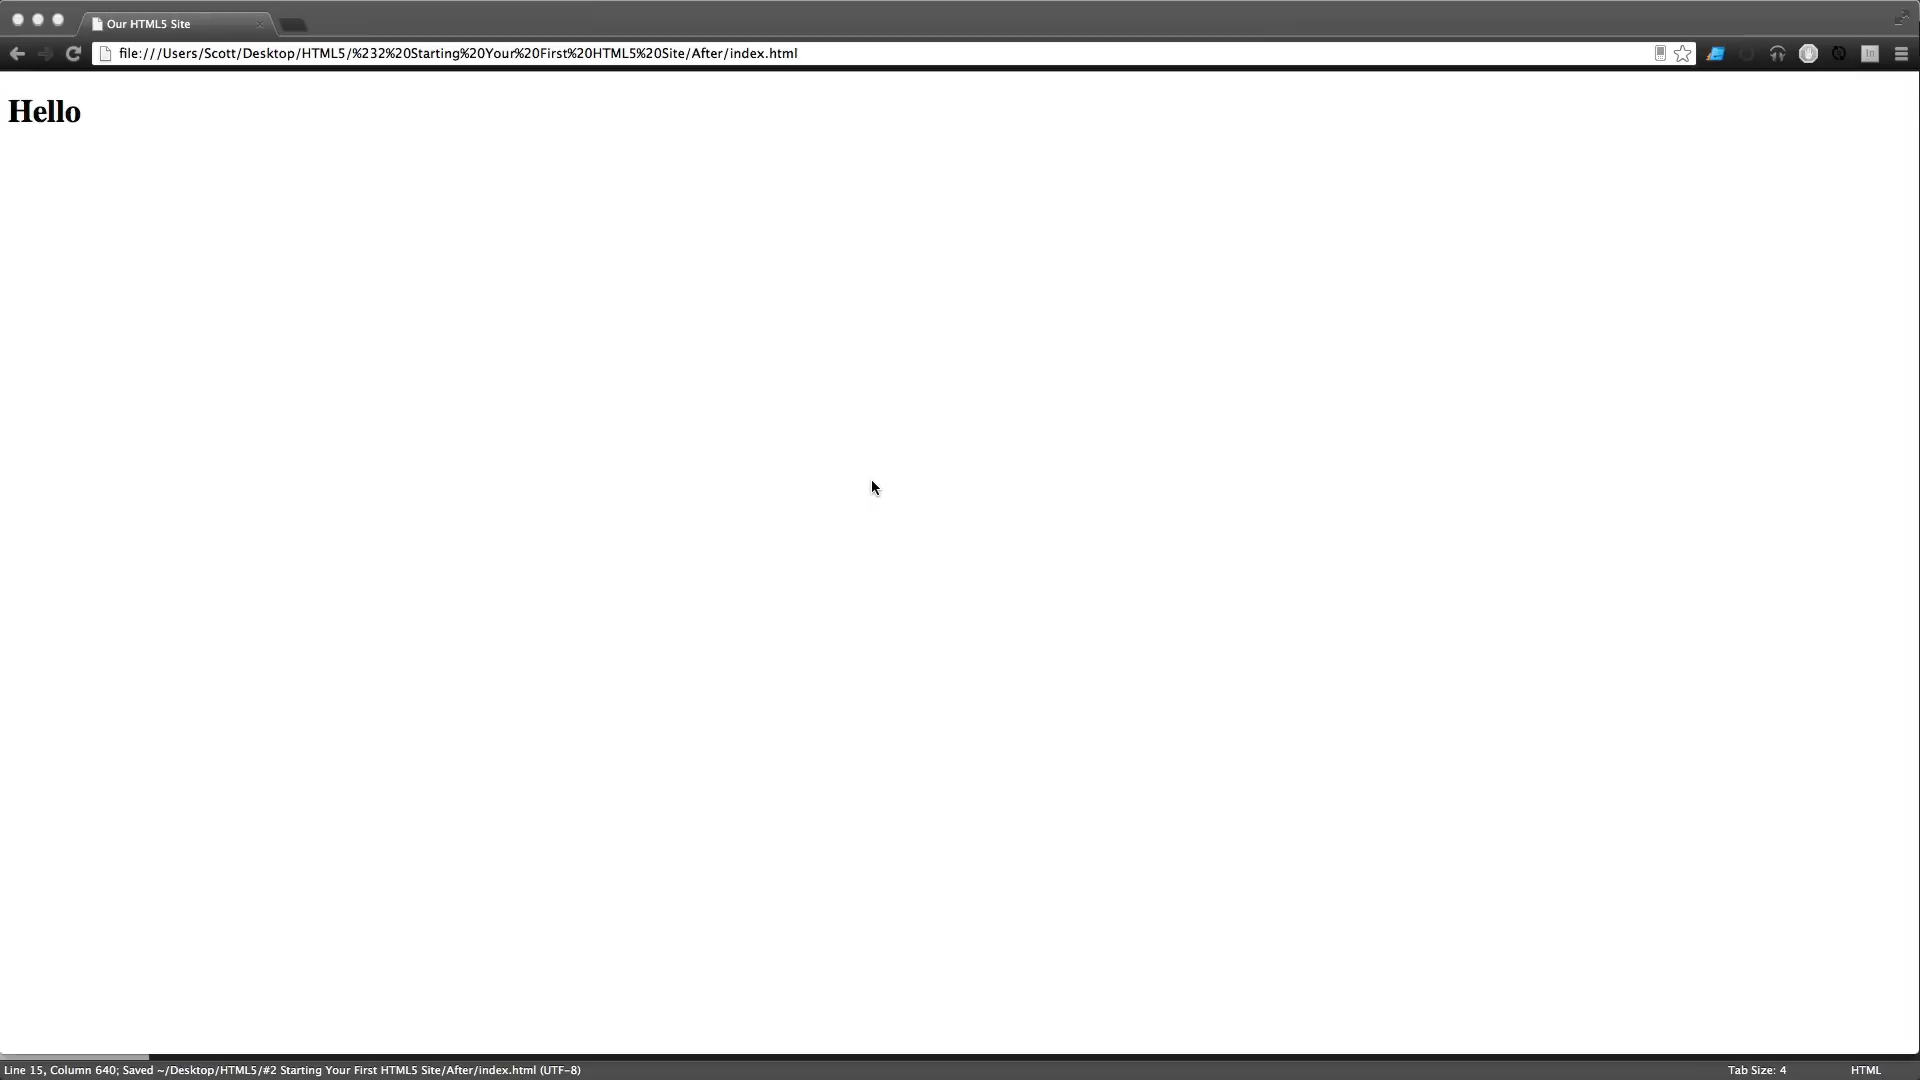 Our HTML5 Site
file:///Users/Scott/Desktop/HTML5/%232%20Starting%20Your%20First%20HTML5%20Site/After/index.html
Hello
Line 15, Column 640; Saved ~/Desktop/HTML5/#2 Starting Your First HTML5 Site/After/index.html (UTF-8)
Tab Size: 4
HTML